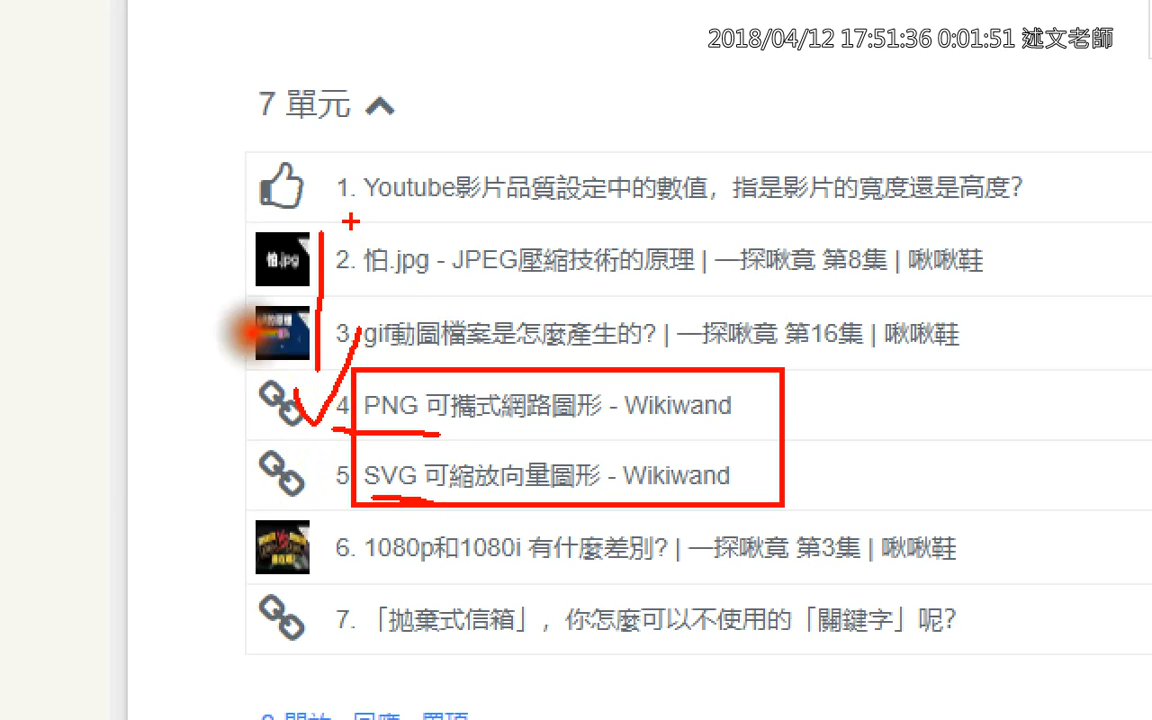 2018/04/12 17:51:36 0:01:51 述文老師
7 單元
1. Youtube影片品質設定中的數值，指是影片的寬度還是高度？
怕.jpg
2. 怕.jpg - JPEG壓縮技術的原理 | 一探啾竟 第8集 | 啾啾鞋
3. gif動圖檔案是怎麼產生的? | 一探啾竟 第16集 | 啾啾鞋
4. PNG 可攜式網路圖形 - Wikiwand
5. SVG 可縮放向量圖形 - Wikiwand
6. 1080p和1080i 有什麼差別? | 一探啾竟 第3集 | 啾啾鞋
7. 「拋棄式信箱」，你怎麼可以不使用的「關鍵字」呢？